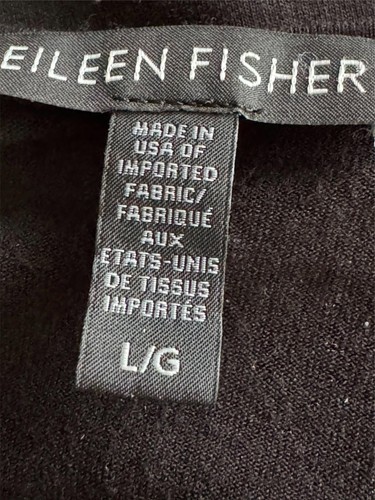 EILEEN FISHER
MADE IN
USA OF
IMPORTED
FABRIC/
FABRIQUÉ
AUX
ETATS-UNIS
DE TISSUS
IMPORTÉS
L/G